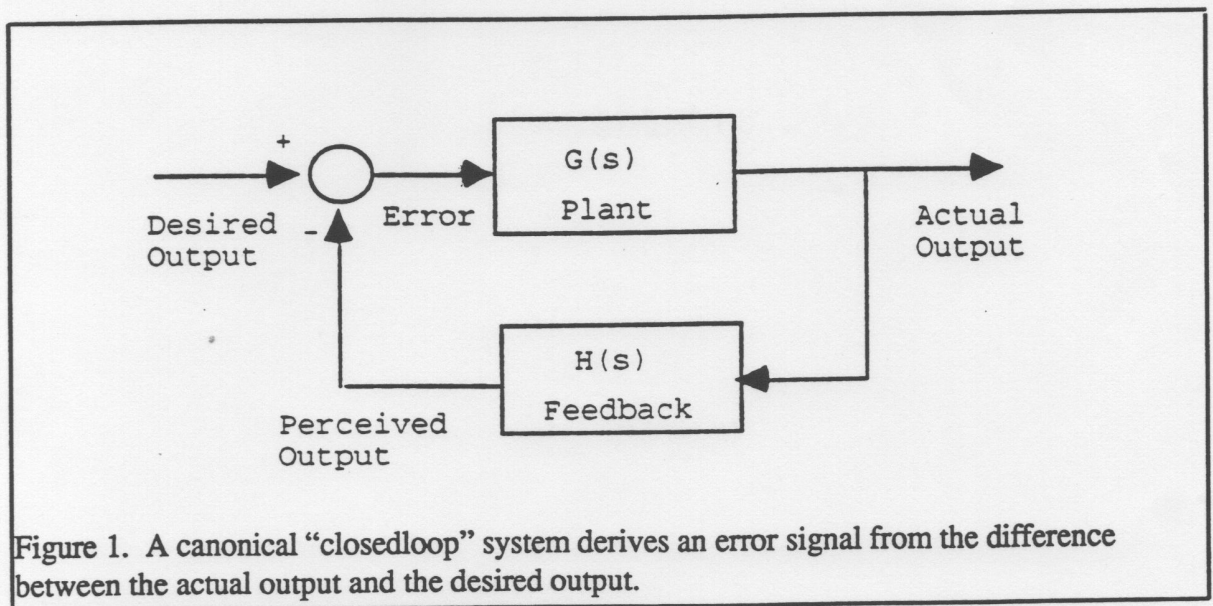 +
G(s)
Plant
Desired
Output
-
Error
Actual
Output
H(s)
Feedback
Perceived
Output
Figure 1. A canonical “closedloop” system derives an error signal from the difference
between the actual output and the desired output.